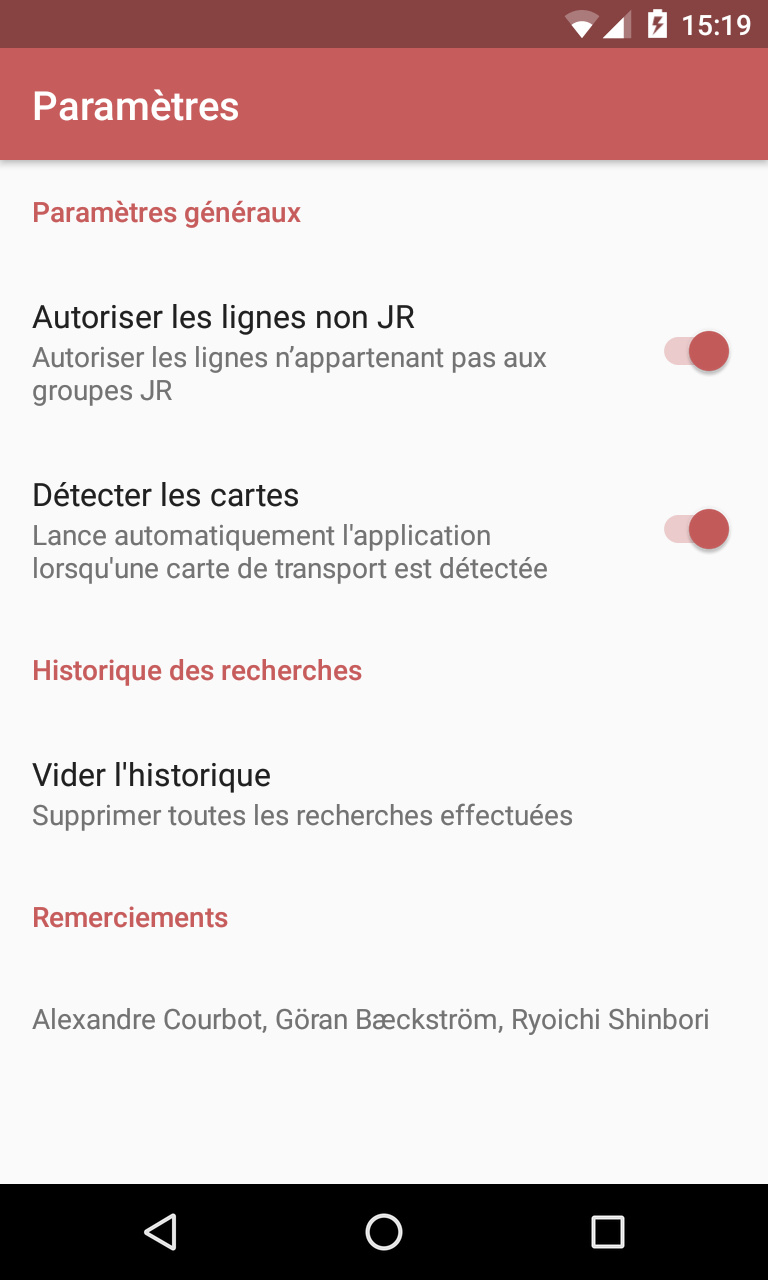 15:19
Paramètres
Paramètres généraux
Autoriser les lignes non JR
Autoriser les lignes n’appartenant pas aux
groupes JR
Détecter les cartes
Lance automatiquement l'application
lorsqu'une carte de transport est détectée
Historique des recherches
Vider l'historique
Supprimer toutes les recherches effectuées
Remerciements
Alexandre Courbot, Göran Bæckström, Ryoichi Shinbori